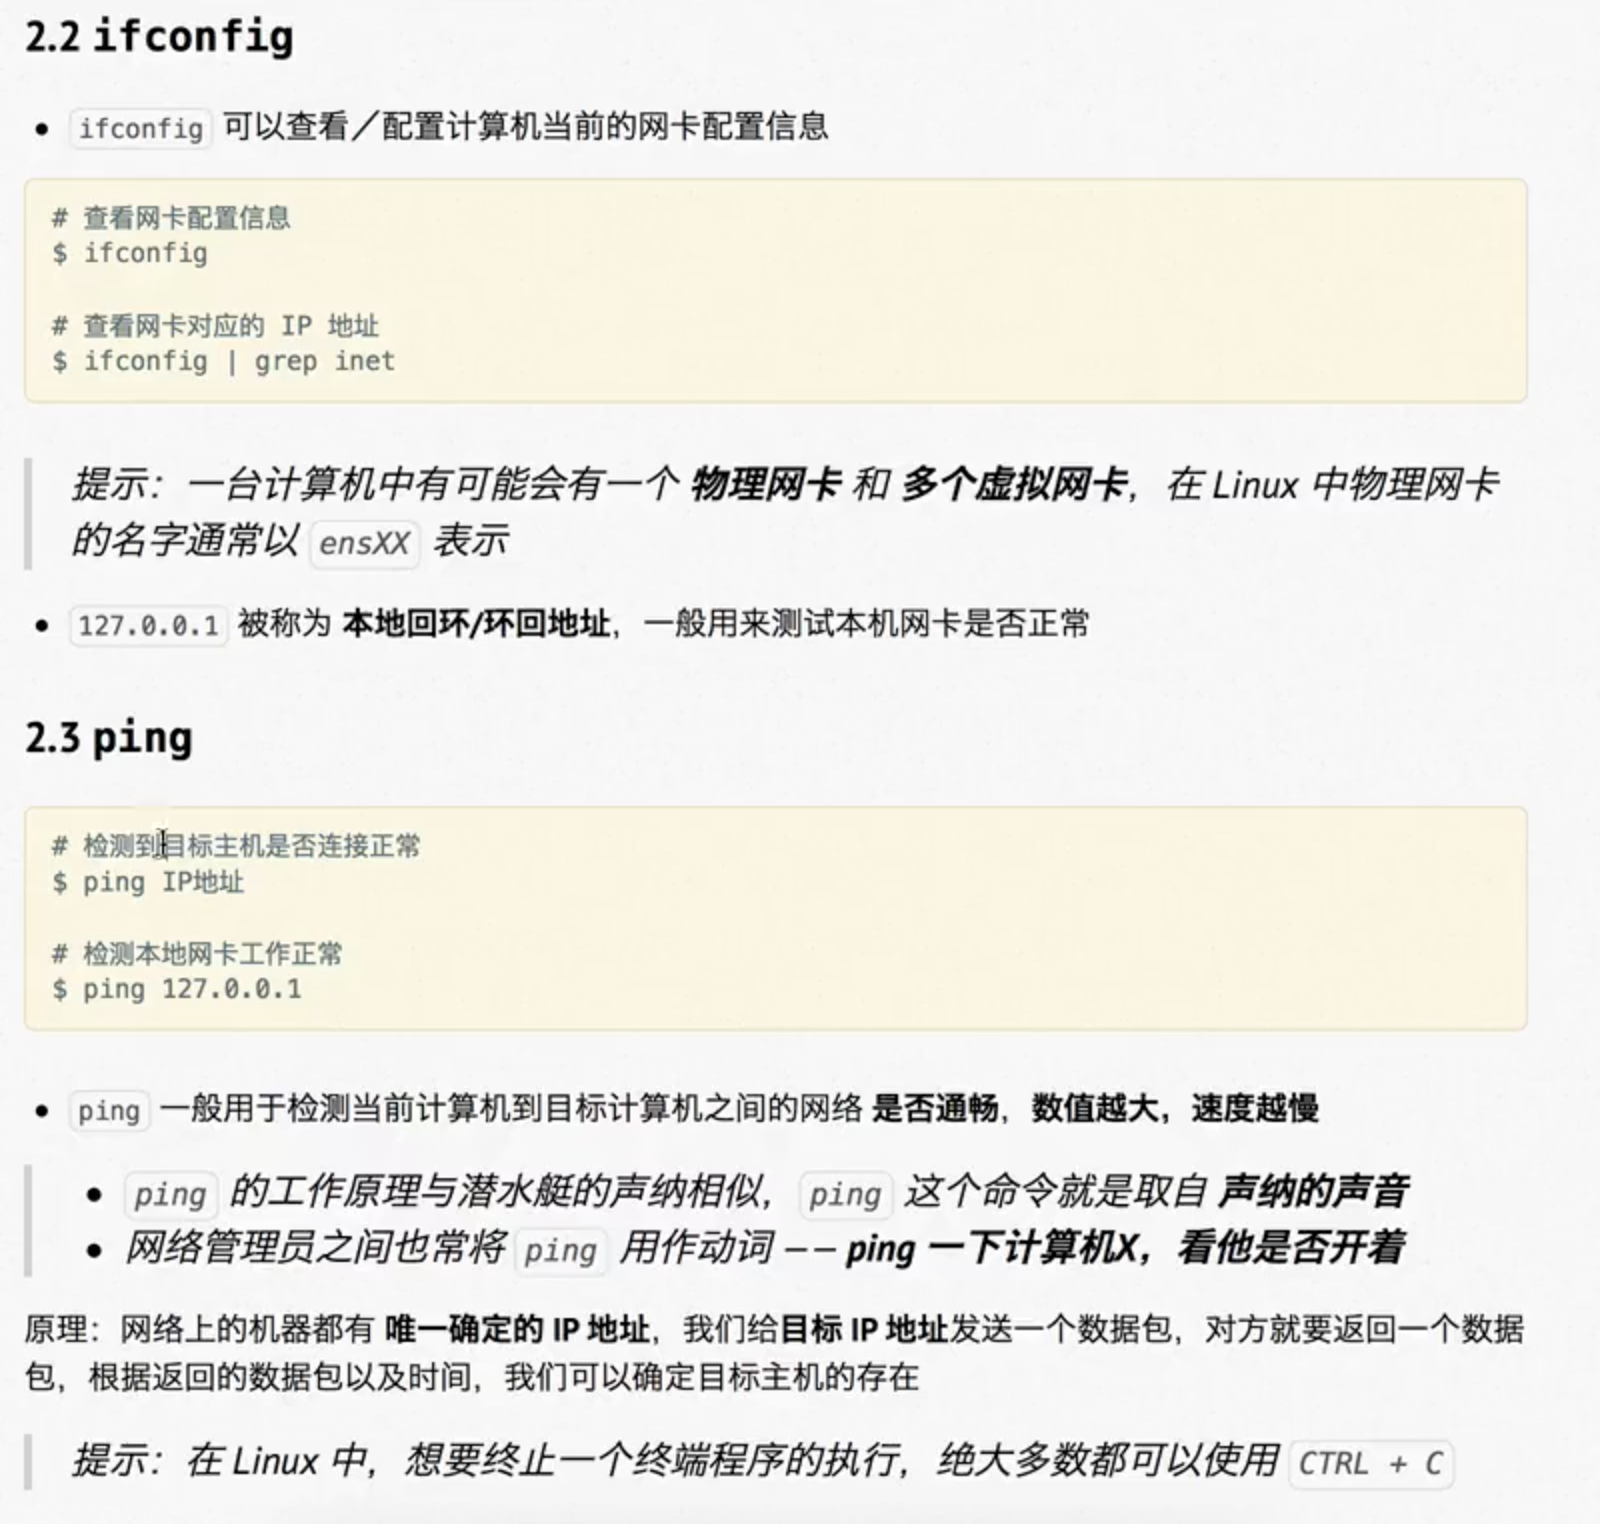 2.2 ifconfig
• ifconfig 可以查看／配置计算机当前的网卡配置信息
# 查看网卡配置信息
$ ifconfig
# 查看网卡对应的 IP 地址
$ ifconfig | grep inet
提示：一台计算机中有可能会有一个 物理网卡 和 多个虚拟网卡，在 Linux 中物理网卡
的名字通常以 ensXX 表示
• 127.0.0.1 被称为 本地回环/环回地址，一般用来测试本机网卡是否正常
2.3 ping
# 检测到目标主机是否连接正常
$ ping IP地址
# 检测本地网卡工作正常
$ ping 127.0.0.1
• ping 一般用于检测当前计算机到目标计算机之间的网络 是否通畅，数值越大，速度越慢
• ping 的工作原理与潜水艇的声纳相似，ping 这个命令就是取自 声纳的声音
• 网络管理员之间也常将 ping 用作动词 —— ping 一下计算机X，看他是否开着
原理：网络上的机器都有 唯一确定的 IP 地址，我们给目标 IP 地址发送一个数据包，对方就要返回一个数据
包，根据返回的数据包以及时间，我们可以确定目标主机的存在
提示：在 Linux 中，想要终止一个终端程序的执行，绝大多数都可以使用 CTRL + C